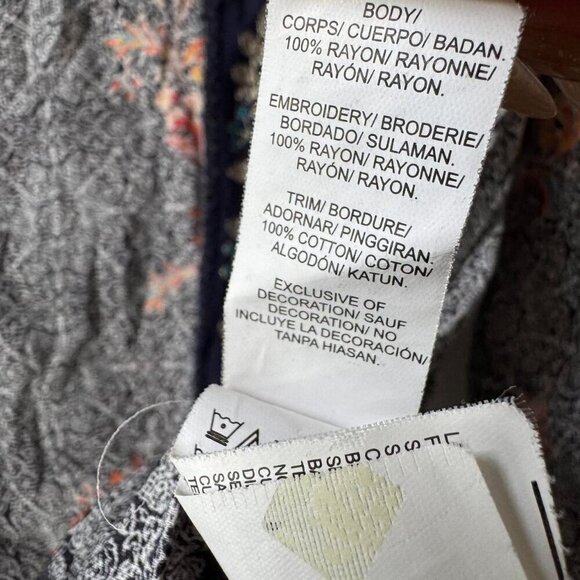 BODY/
CORPS/ CUERPO/ BADAN.
100% RAYON/ RAYONNE/
RAYÓN/ RAYON.
EMBROIDERY/ BRODERIE/
BORDADO/ SULAMAN.
100% RAYON/ RAYONNE/
RAYÓN/ RAYON.
TRIM/ BORDURE/
ADORNAR/ PINGGIRAN.
100% COTTON/ COTON/
ALGODÓN/ KATUN.
EXCLUSIVE OF
DECORATION/ SAUF
DECORATION/ NO
INCLUYE LA DECORACIÓN/
TANPA HIASAN.